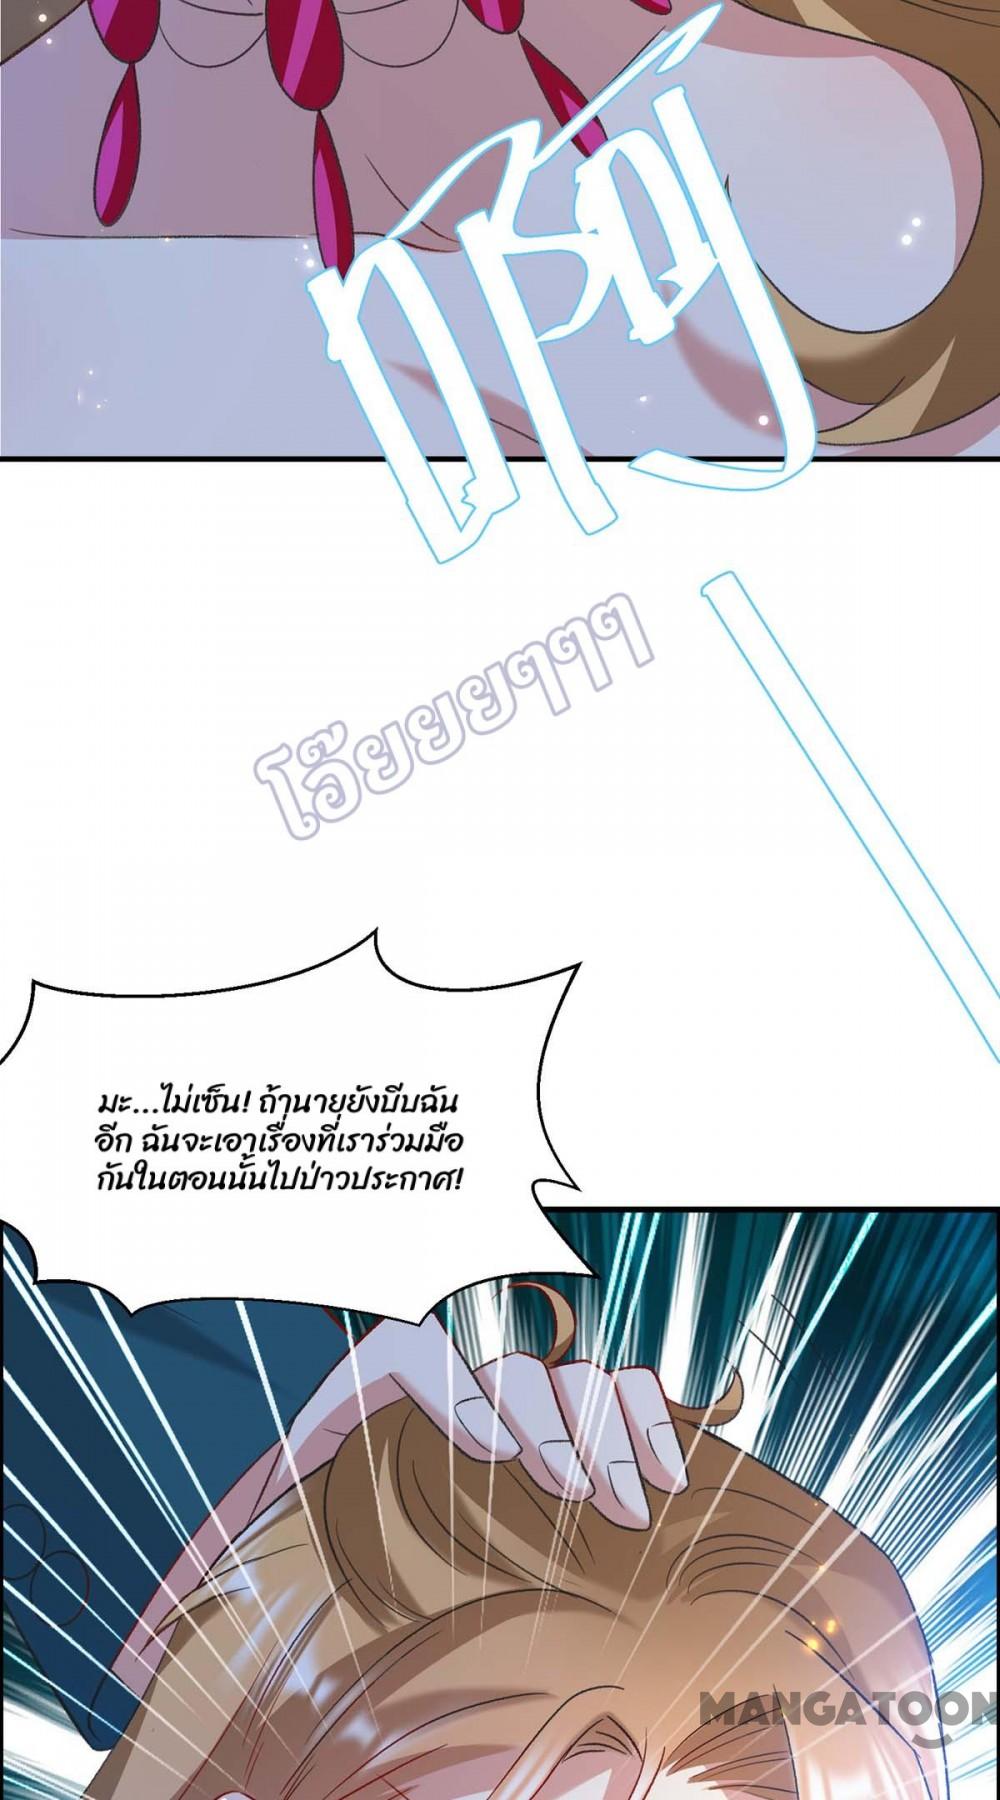 โอ๊ยยยๆๆๆ
มะ...ไม่เซ็น! ถ้านายยังบีบฉัน
อีก ฉันจะเอาเรื่องที่เราร่วมมือ
กันในตอนนั้นไปป่าวประกาศ!
MANGATOON